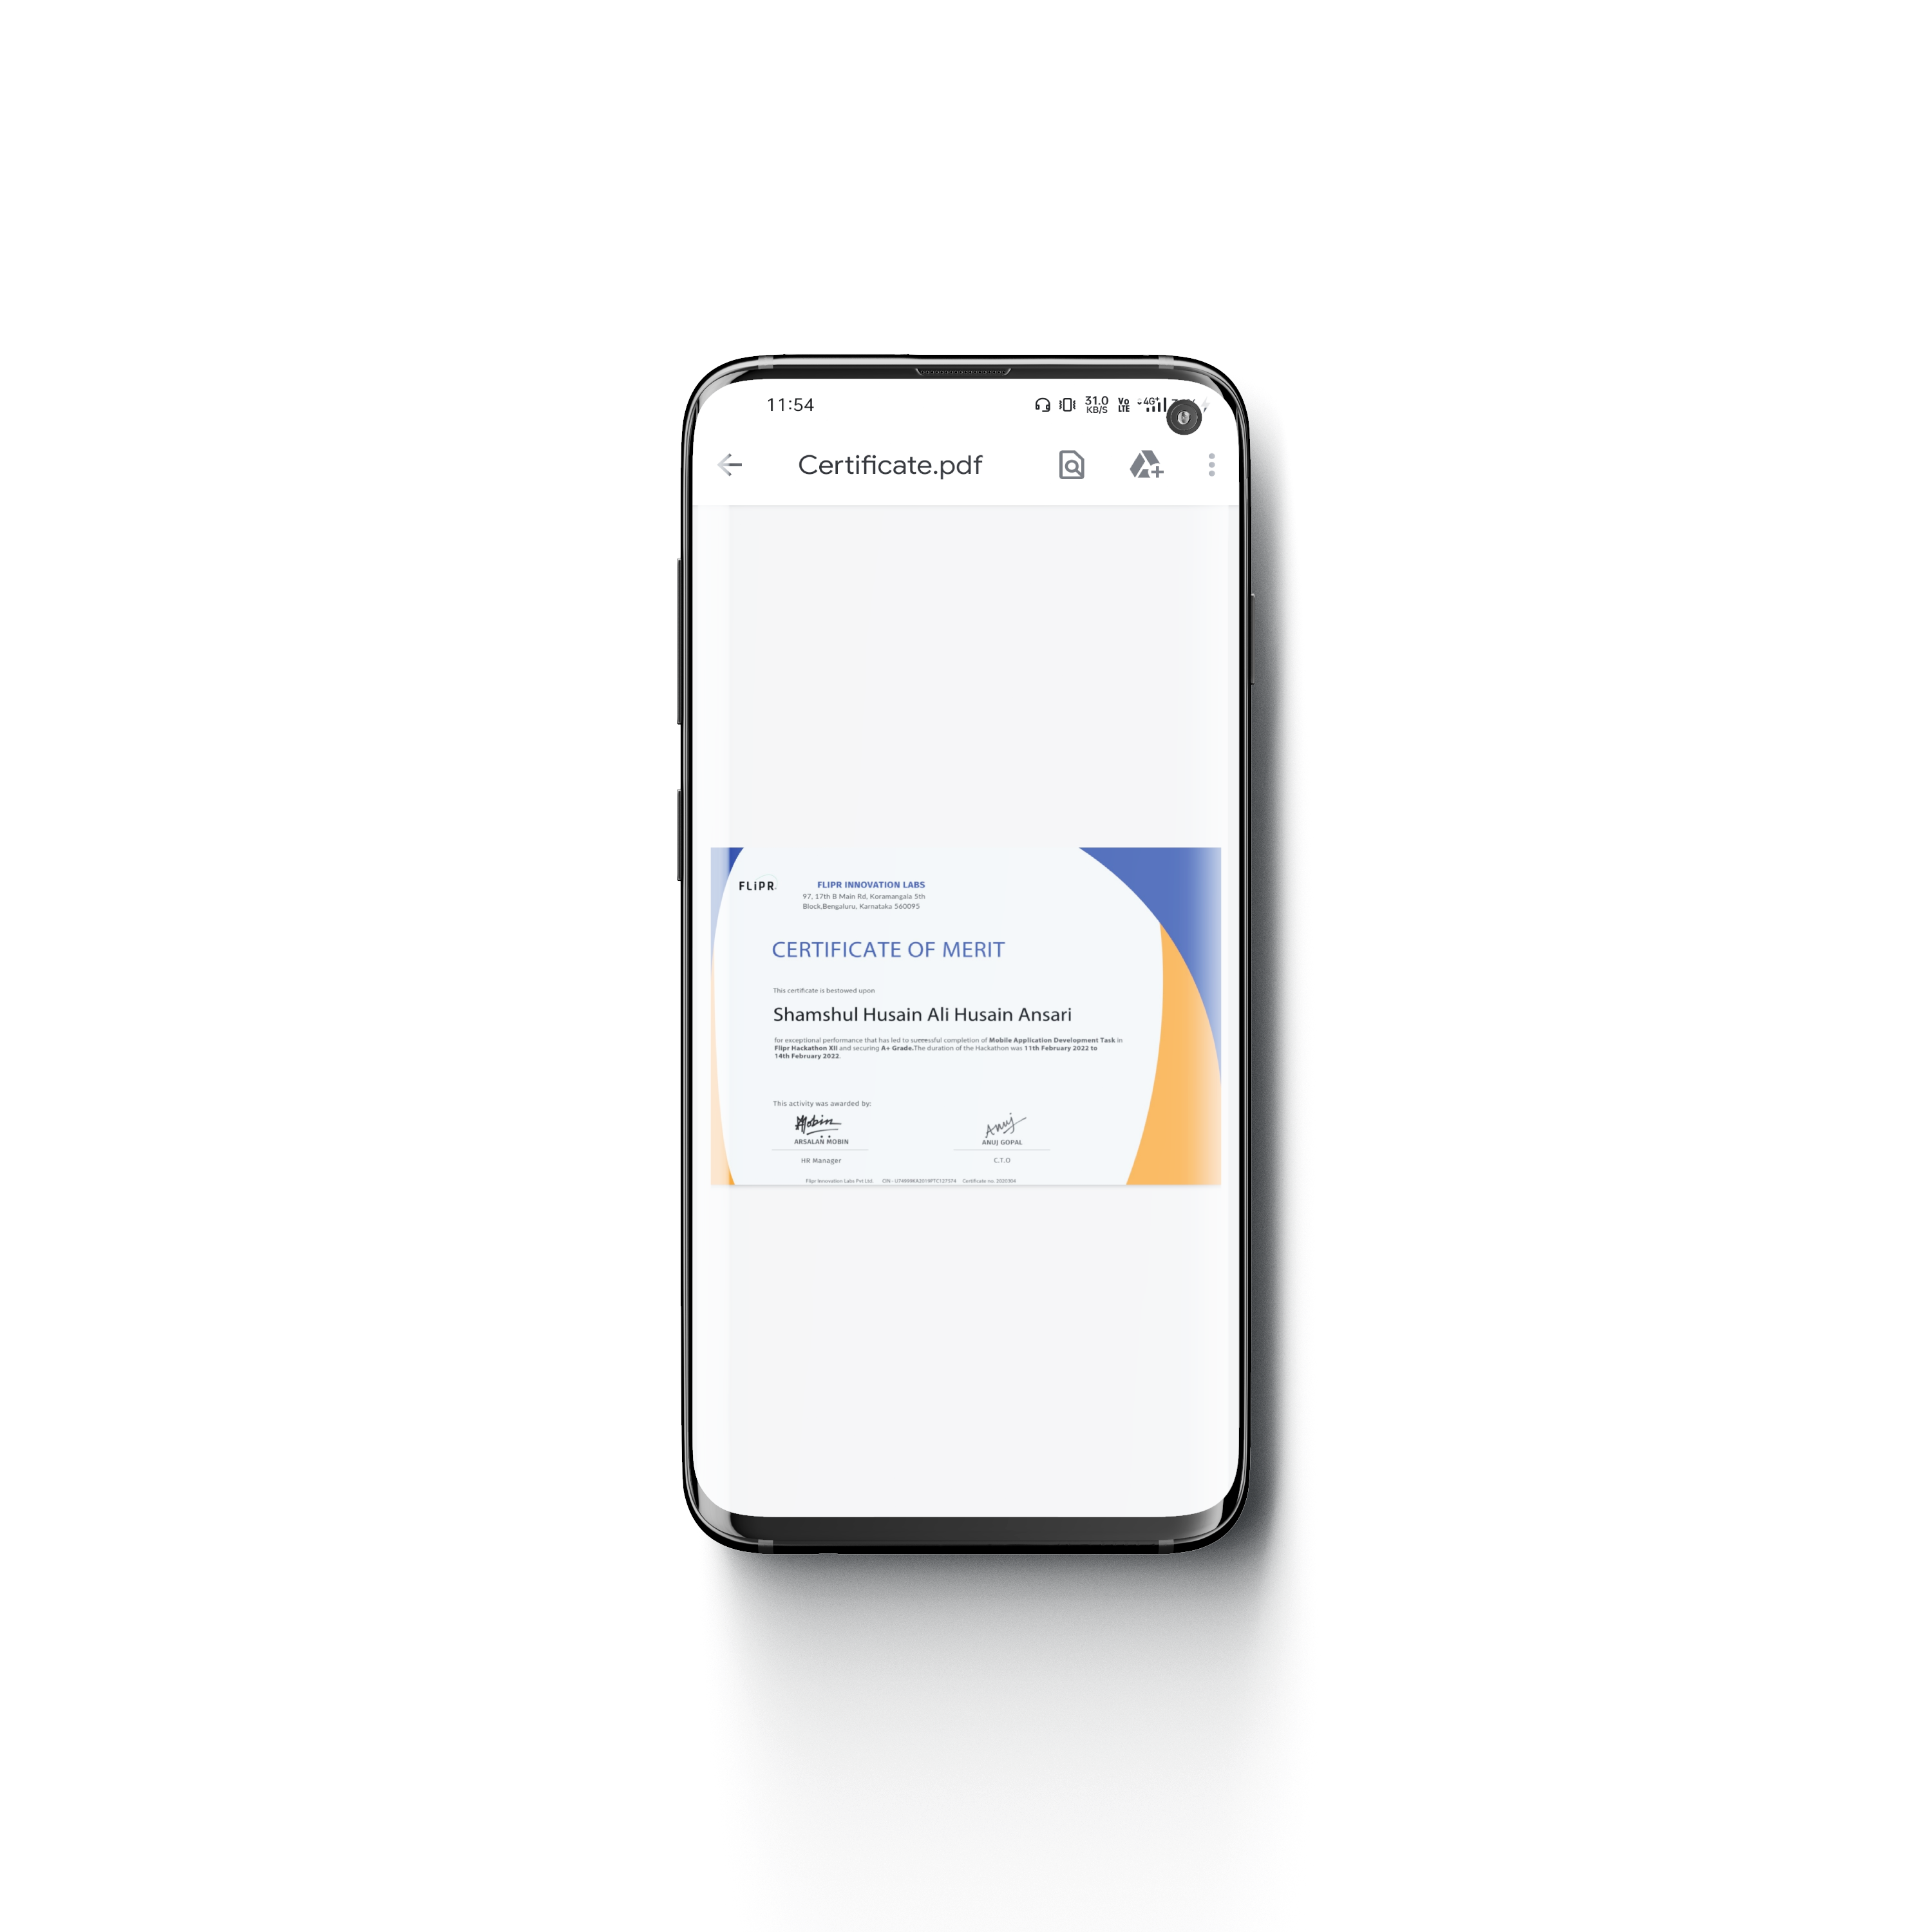 11:54 31.0 KB/S Vo LTE 4G+
Certificate.pdf
FLiPR
FLIPR INNOVATION LABS
97, 17th B Main Rd, Koramangala 5th
Block,Bengaluru, Karnataka 560095
CERTIFICATE OF MERIT
This certificate is bestowed upon
Shamshul Husain Ali Husain Ansari
for exceptional performance that has led to successful completion of Mobile Application Development Task in
Flipr Hackathon XII and securing A+ Grade.The duration of the Hackathon was 11th February 2022 to
14th February 2022.
This activity was awarded by:
Mobin Anuj
ARSALAN MOBIN ANUJ GOPAL
HR Manager C.T.O
Flipr Innovation Labs Pvt Ltd. CIN - Certificate no. 2020304